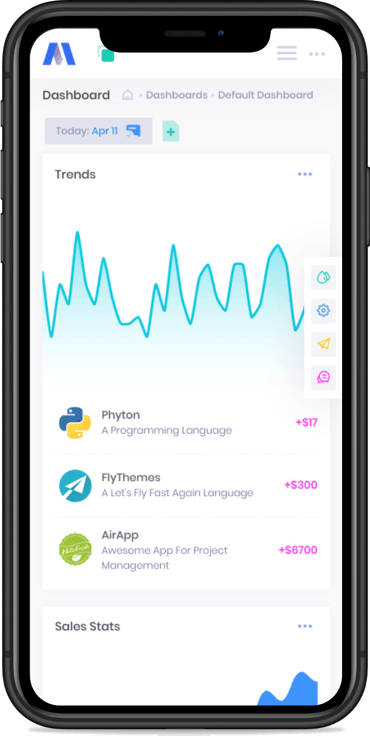 Dashboard
Dashboards
Default Dashboard
Today: Apr 11
Trends
Phyton
A Programming Language
+$17
FlyThemes
A Let's Fly Fast Again Language
+$300
AirApp
Awesome App For Project
Management
+$6700
Sales Stats